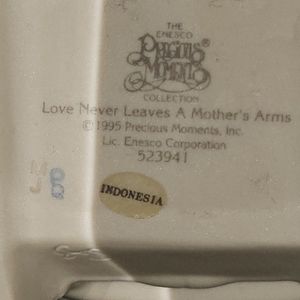 THE
ENESCO
PRECIOUS®
MOMENTS
COLLECTION
Love Never Leaves A Mother's Arms
©1995 Precious Moments, Inc.
Lic. Enesco Corporation
523941
INDONESIA